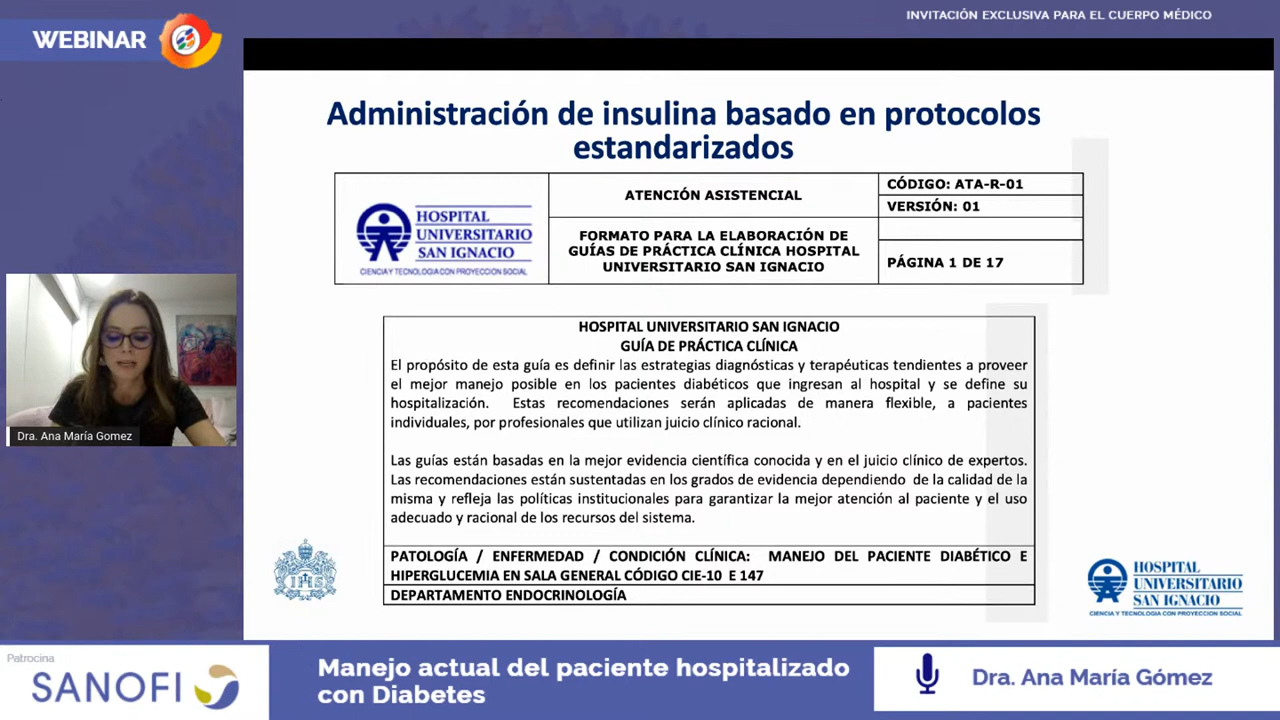 INVITACIÓN EXCLUSIVA PARA EL CUERPO MÉDICO
WEBINAR
Administración de insulina basado en protocolos
estandarizados
HOSPITAL
UNIVERSITARIO
SAN IGNACIO
CIENCIA Y TECNOLOGIA CON PROYECCION SOCIAL
ATENCIÓN ASISTENCIAL
FORMATO PARA LA ELABORACIÓN DE
GUÍAS DE PRÁCTICA CLÍNICA HOSPITAL
UNIVERSITARIO SAN IGNACIO
CÓDIGO: ATA-R-01
VERSIÓN: 01
PÁGINA 1 DE 17
HOSPITAL UNIVERSITARIO SAN IGNACIO
GUÍA DE PRÁCTICA CLÍNICA
El propósito de esta guía es definir las estrategias diagnósticas y terapéuticas tendientes a proveer
el mejor manejo posible en los pacientes diabéticos que ingresan al hospital y se define su
hospitalización. Estas recomendaciones serán aplicadas de manera flexible, a pacientes
individuales, por profesionales que utilizan juicio clínico racional.
Las guías están basadas en la mejor evidencia científica conocida y en el juicio clínico de expertos.
Las recomendaciones están sustentadas en los grados de evidencia dependiendo de la calidad de la
misma y refleja las políticas institucionales para garantizar la mejor atención al paciente y el uso
adecuado y racional de los recursos del sistema.
PATOLOGÍA / ENFERMEDAD / CONDICIÓN CLÍNICA: MANEJO DEL PACIENTE DIABÉTICO E
HIPERGLUCEMIA EN SALA GENERAL CÓDIGO CIE-10 E 147
DEPARTAMENTO ENDOCRINOLOGÍA
IHS
HOSPITAL
UNIVERSITARIO
SAN IGNACIO
CIENCIA Y TECNOLOGIA CON PROYECCION SOCIAL
Dra. Ana María Gomez
Patrocina
SANOFI
Manejo actual del paciente hospitalizado
con Diabetes
Dra. Ana María Gómez